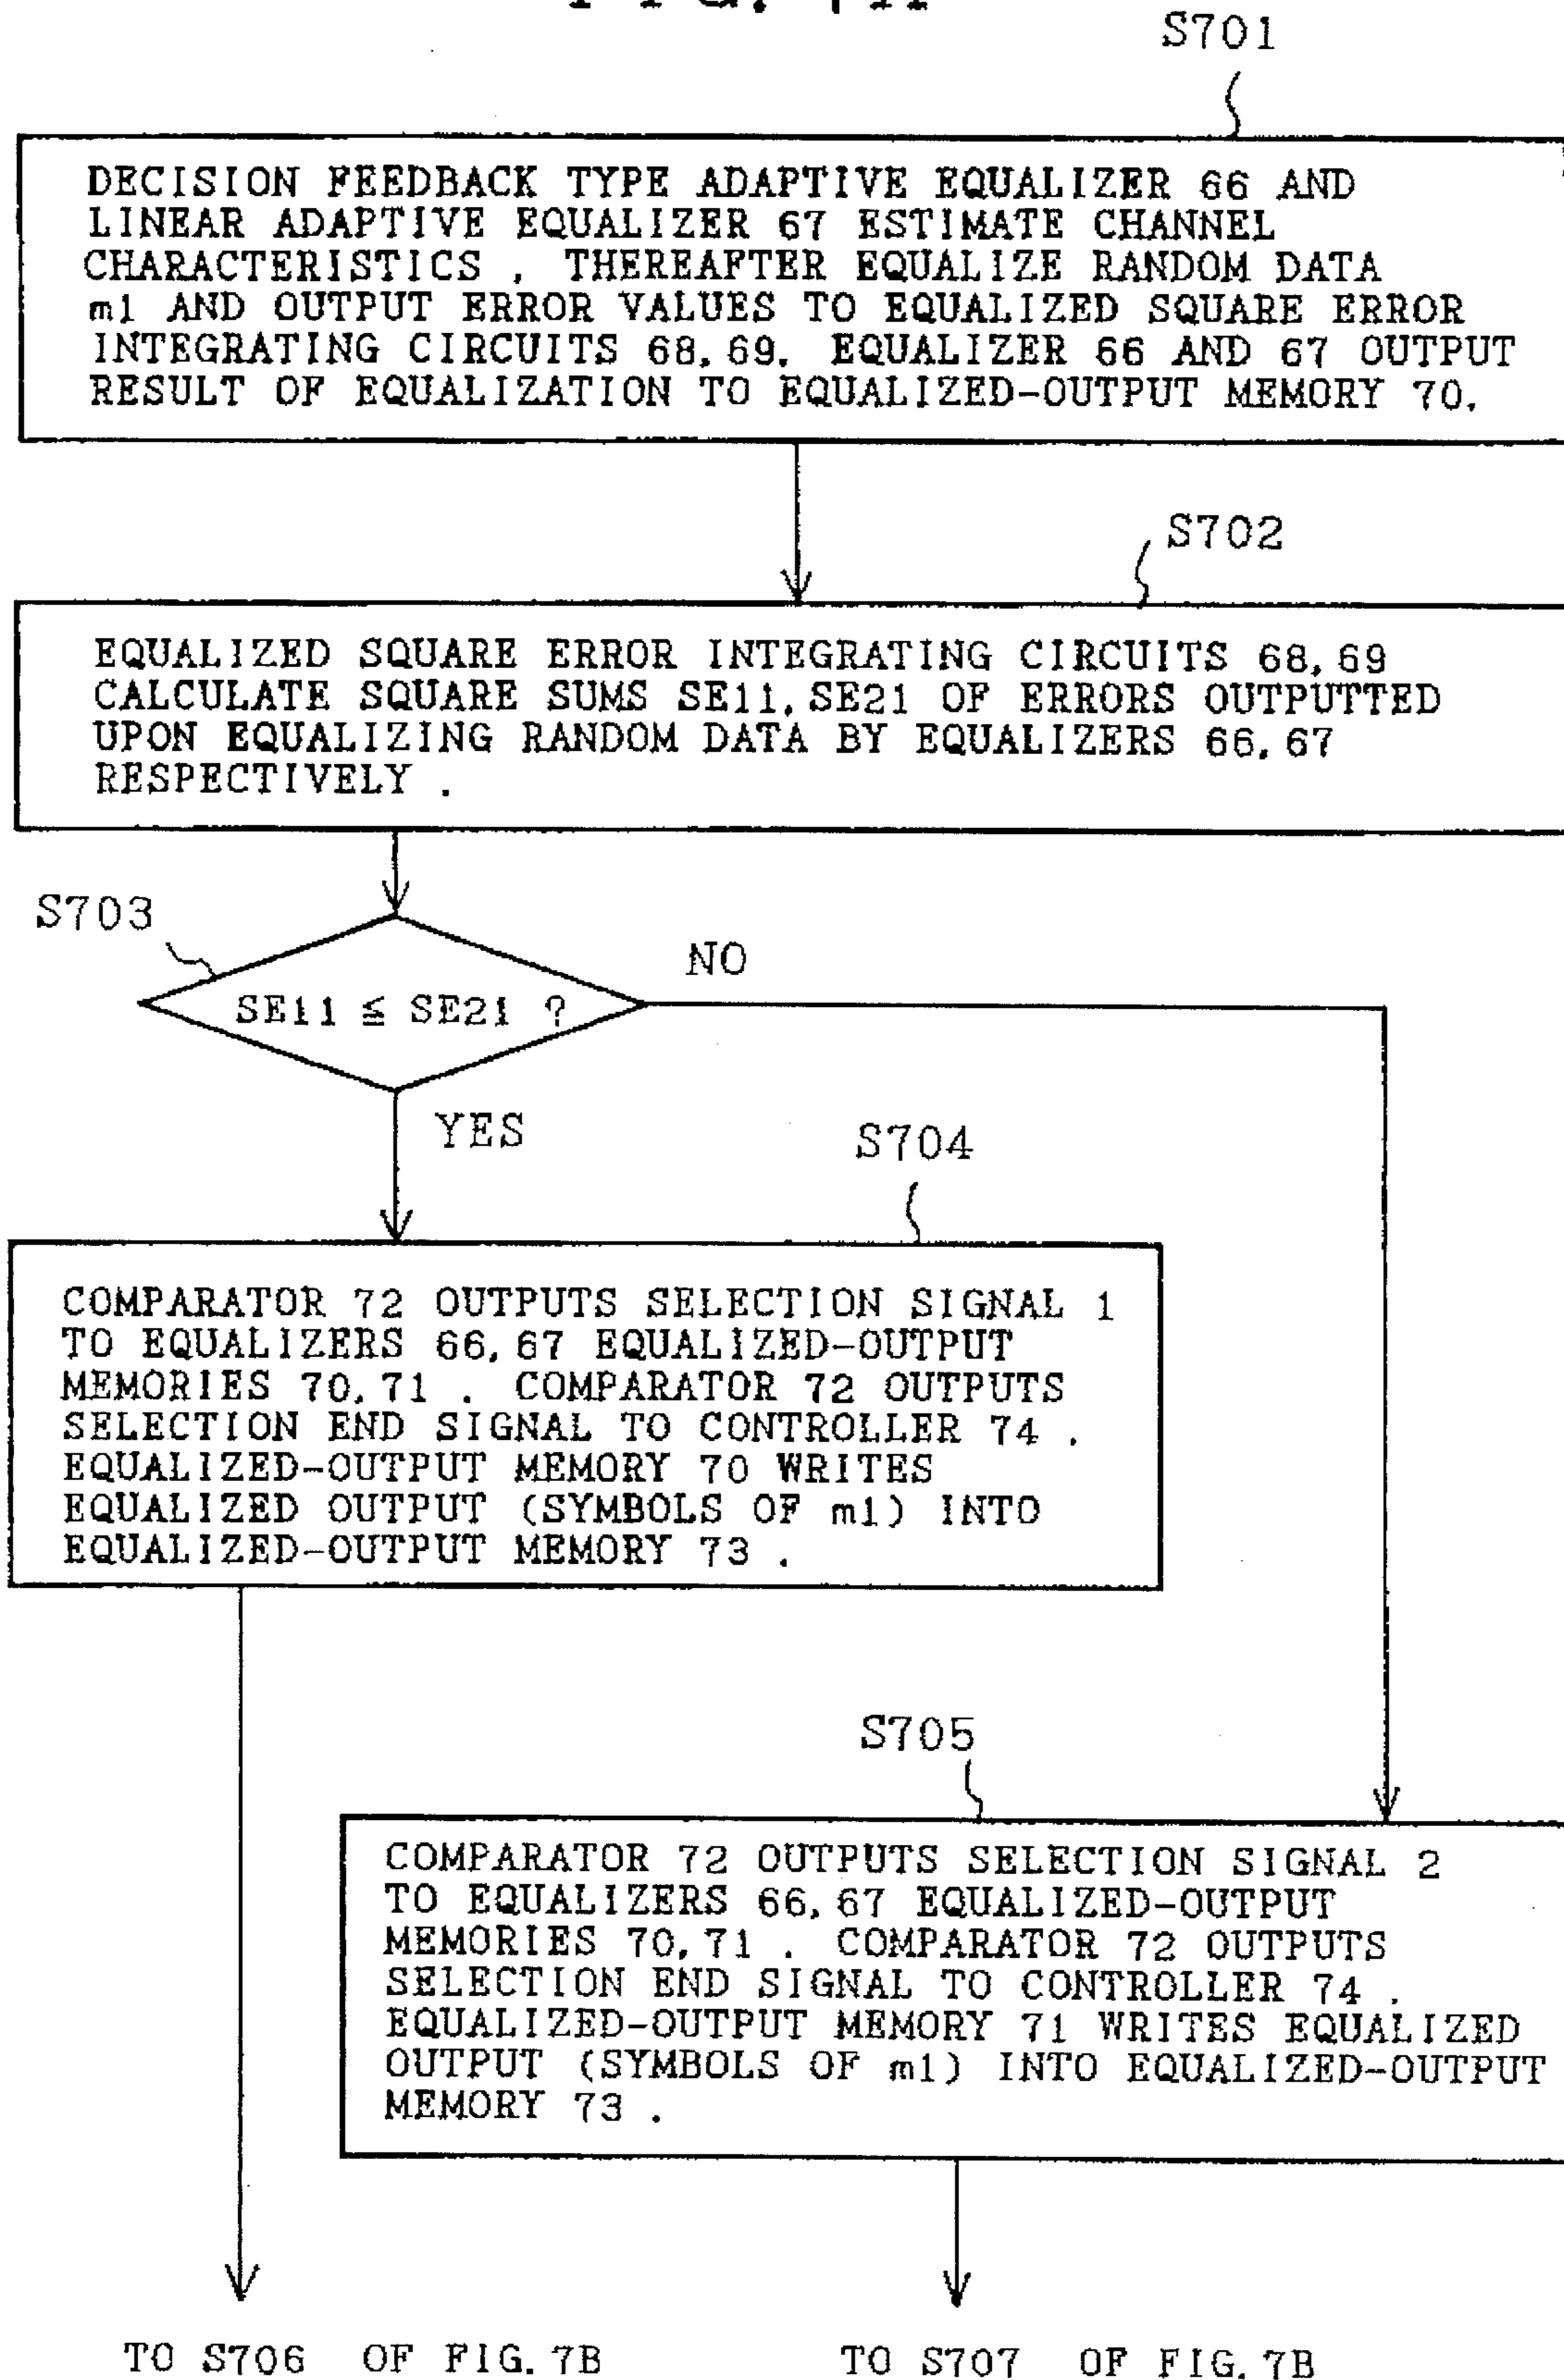 FIG. 7A
S701
DECISION FEEDBACK TYPE ADAPTIVE EQUALIZER 66 AND
LINEAR ADAPTIVE EQUALIZER 67 ESTIMATE CHANNEL
CHARACTERISTICS , THEREAFTER EQUALIZE RANDOM DATA
m1 AND OUTPUT ERROR VALUES TO EQUALIZED SQUARE ERROR
INTEGRATING CIRCUITS 68,69. EQUALIZER 66 AND 67 OUTPUT
RESULT OF EQUALIZATION TO EQUALIZED-OUTPUT MEMORY 70.
S702
EQUALIZED SQUARE ERROR INTEGRATING CIRCUITS 68,69
CALCULATE SQUARE SUMS SE11,SE21 OF ERRORS OUTPUTTED
UPON EQUALIZING RANDOM DATA BY EQUALIZERS 66,67
RESPECTIVELY .
S703
SE11 ≦ SE21 ?
NO
YES
S704
COMPARATOR 72 OUTPUTS SELECTION SIGNAL 1
TO EQUALIZERS 66,67 EQUALIZED-OUTPUT
MEMORIES 70,71 . COMPARATOR 72 OUTPUTS
SELECTION END SIGNAL TO CONTROLLER 74 .
EQUALIZED-OUTPUT MEMORY 70 WRITES
EQUALIZED OUTPUT (SYMBOLS OF m1) INTO
EQUALIZED-OUTPUT MEMORY 73 .
S705
COMPARATOR 72 OUTPUTS SELECTION SIGNAL 2
TO EQUALIZERS 66,67 EQUALIZED-OUTPUT
MEMORIES 70,71 . COMPARATOR 72 OUTPUTS
SELECTION END SIGNAL TO CONTROLLER 74 .
EQUALIZED-OUTPUT MEMORY 71 WRITES EQUALIZED
OUTPUT (SYMBOLS OF m1) INTO EQUALIZED-OUTPUT
MEMORY 73 .
TO S706 OF FIG.7B
TO S707 OF FIG.7B